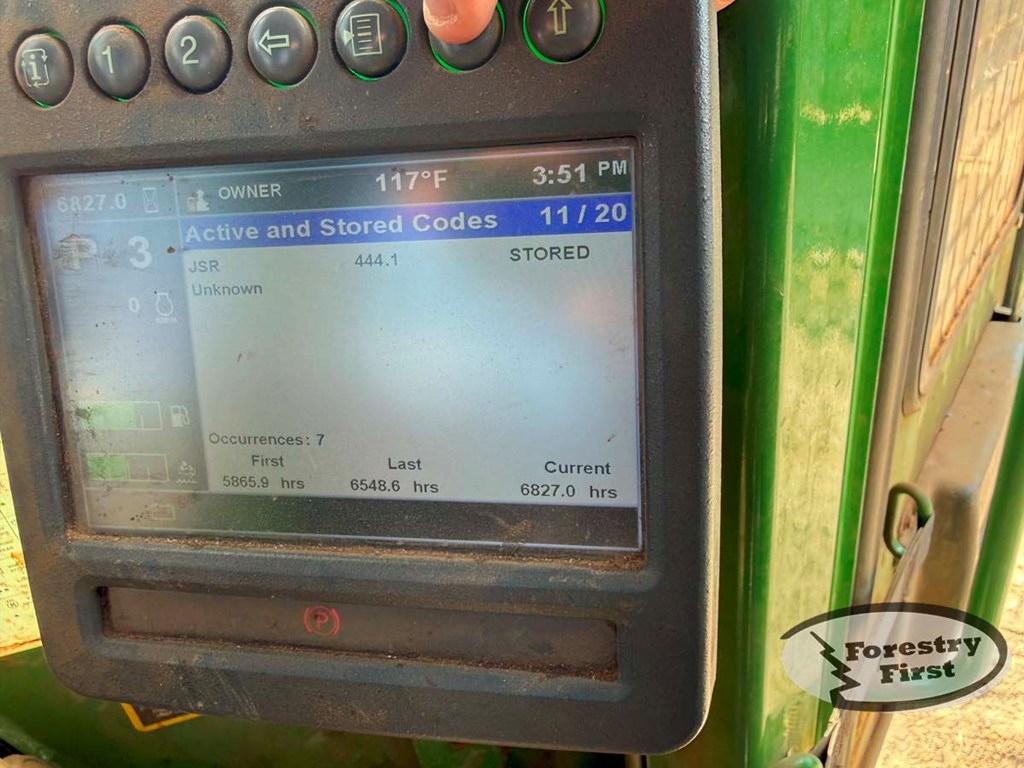 i 1 2
6827.0 OWNER 117°F 3:51 PM
Active and Stored Codes 11 / 20
P 3
JSR 444.1 STORED
Unknown
0
Occurrences: 7
First Last Current
5865.9 hrs 6548.6 hrs 6827.0 hrs
P
Forestry
First